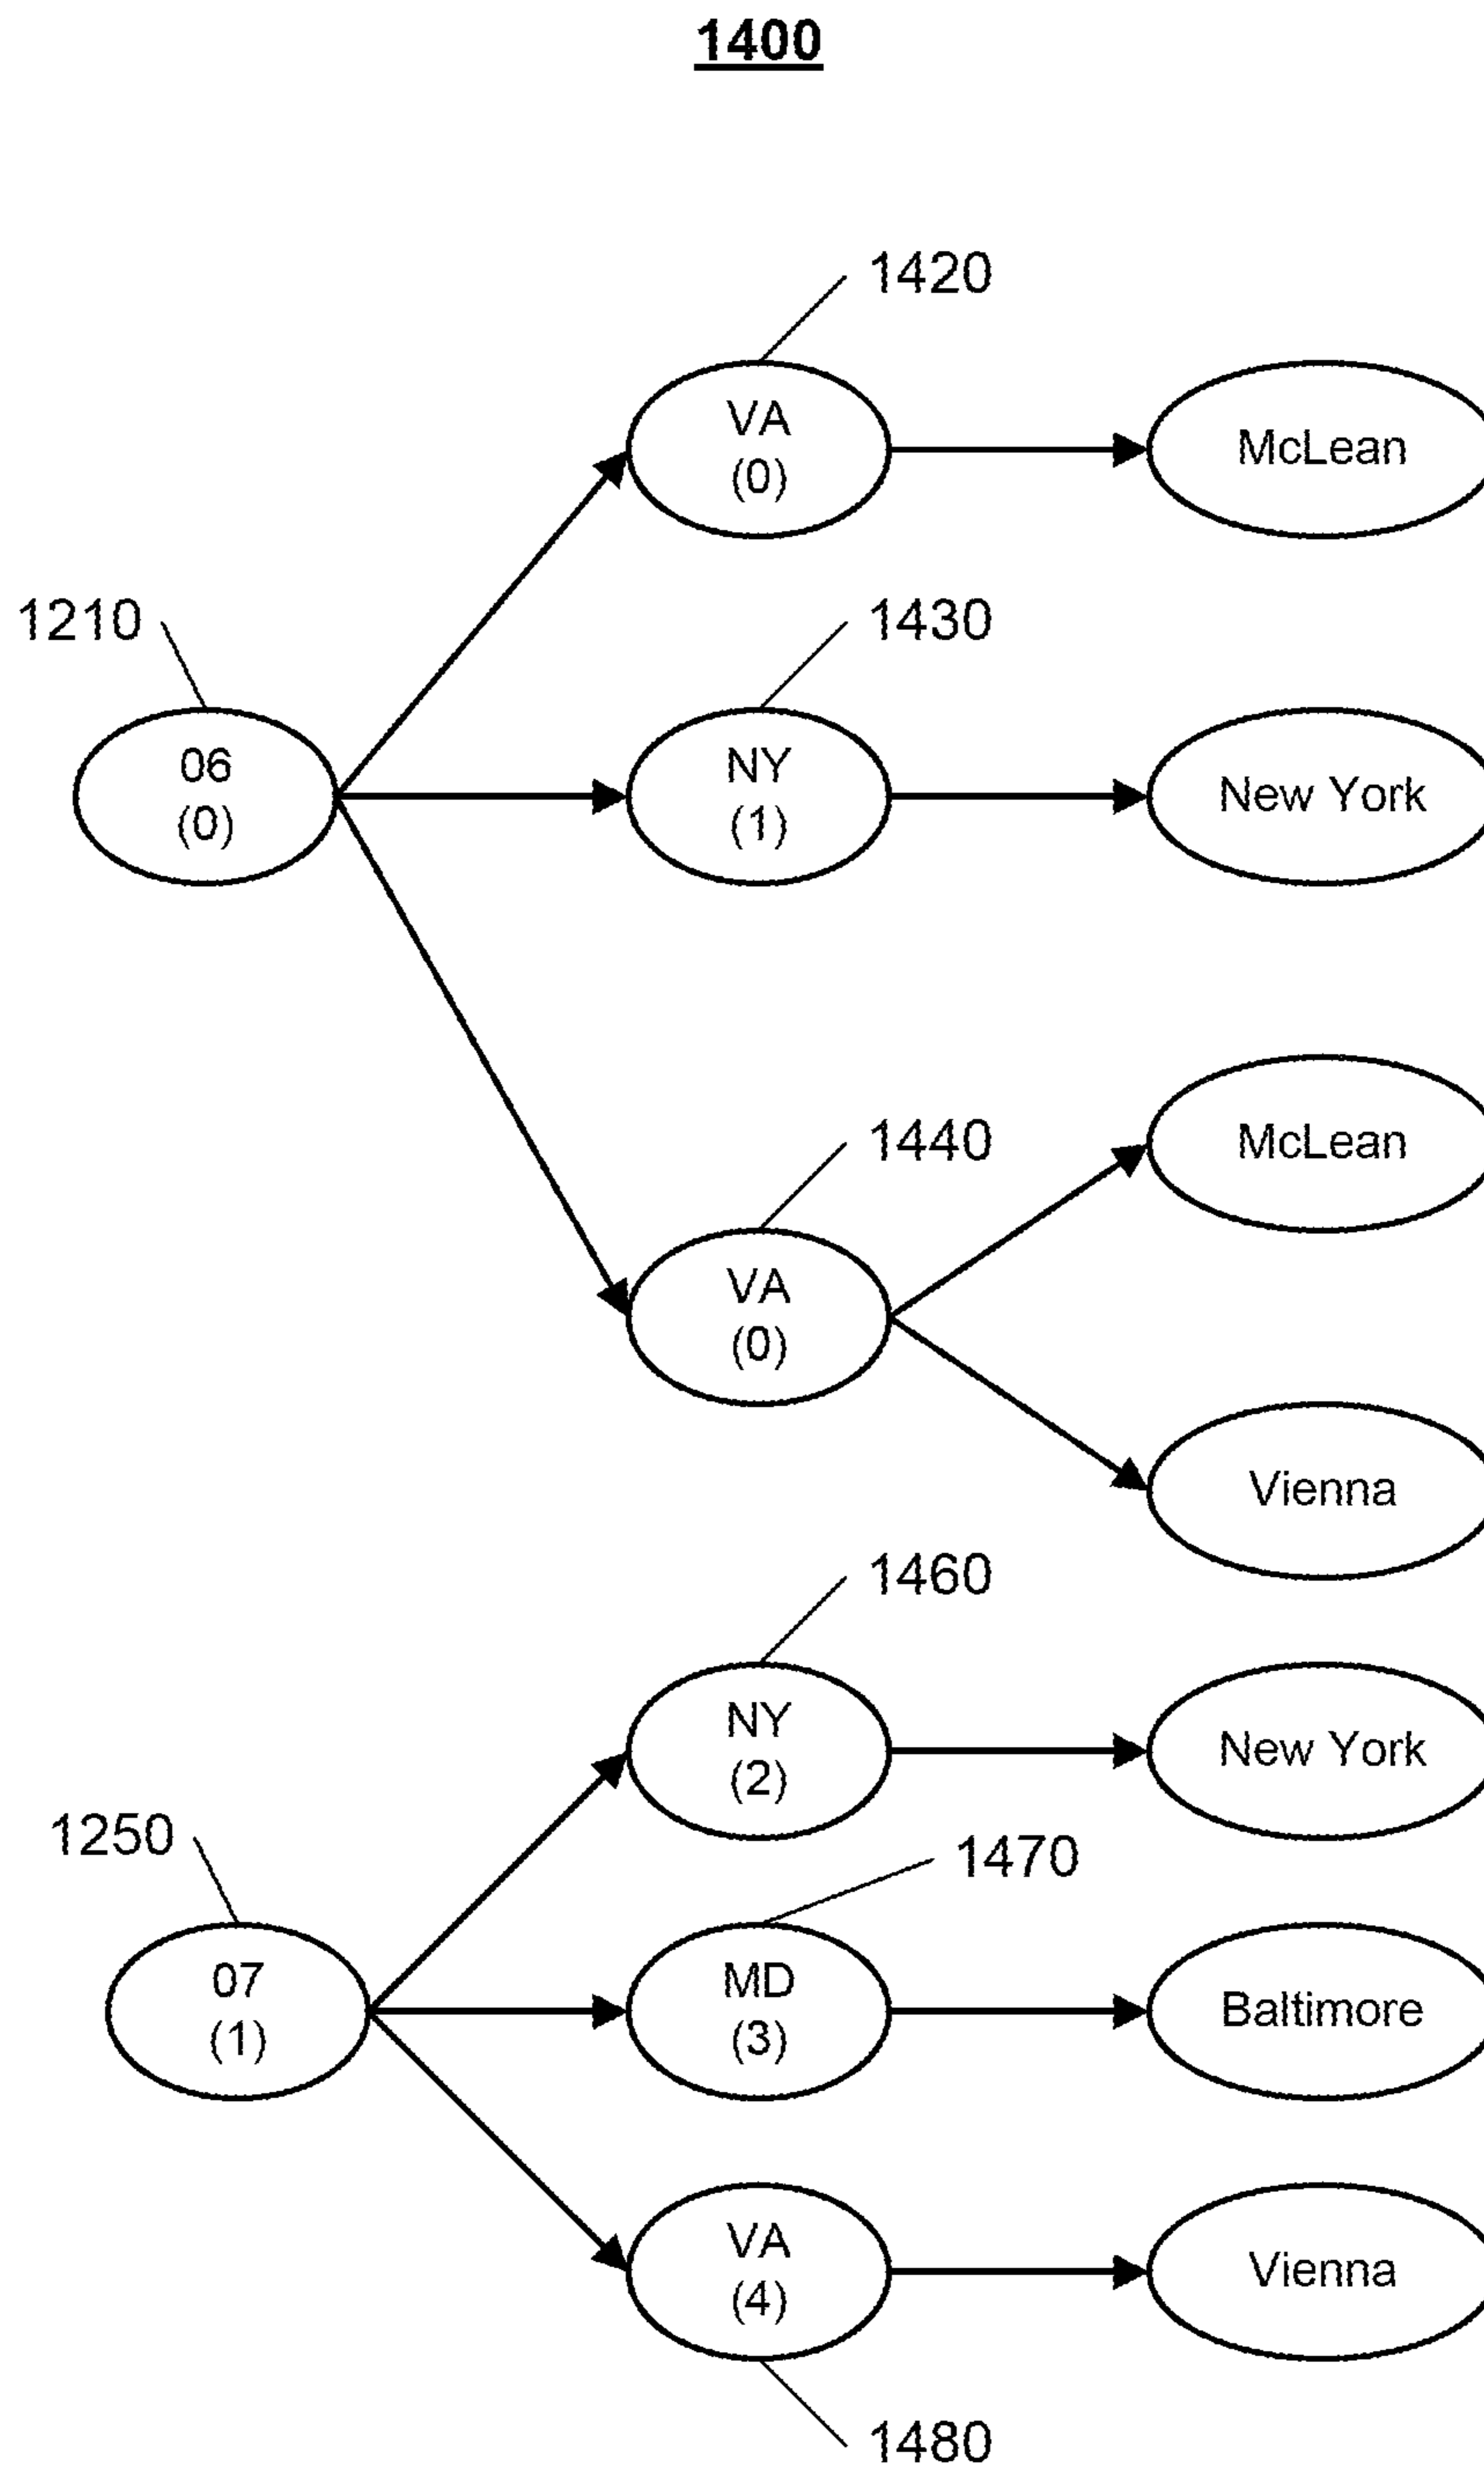 1400
1420
VA
(0)
McLean
1210
1430
06
(0)
NY
(1)
New York
1440
McLean
VA
(0)
Vienna
1460
NY
(2)
New York
1250
1470
07
(1)
MD
(3)
Baltimore
VA
(4)
Vienna
1480